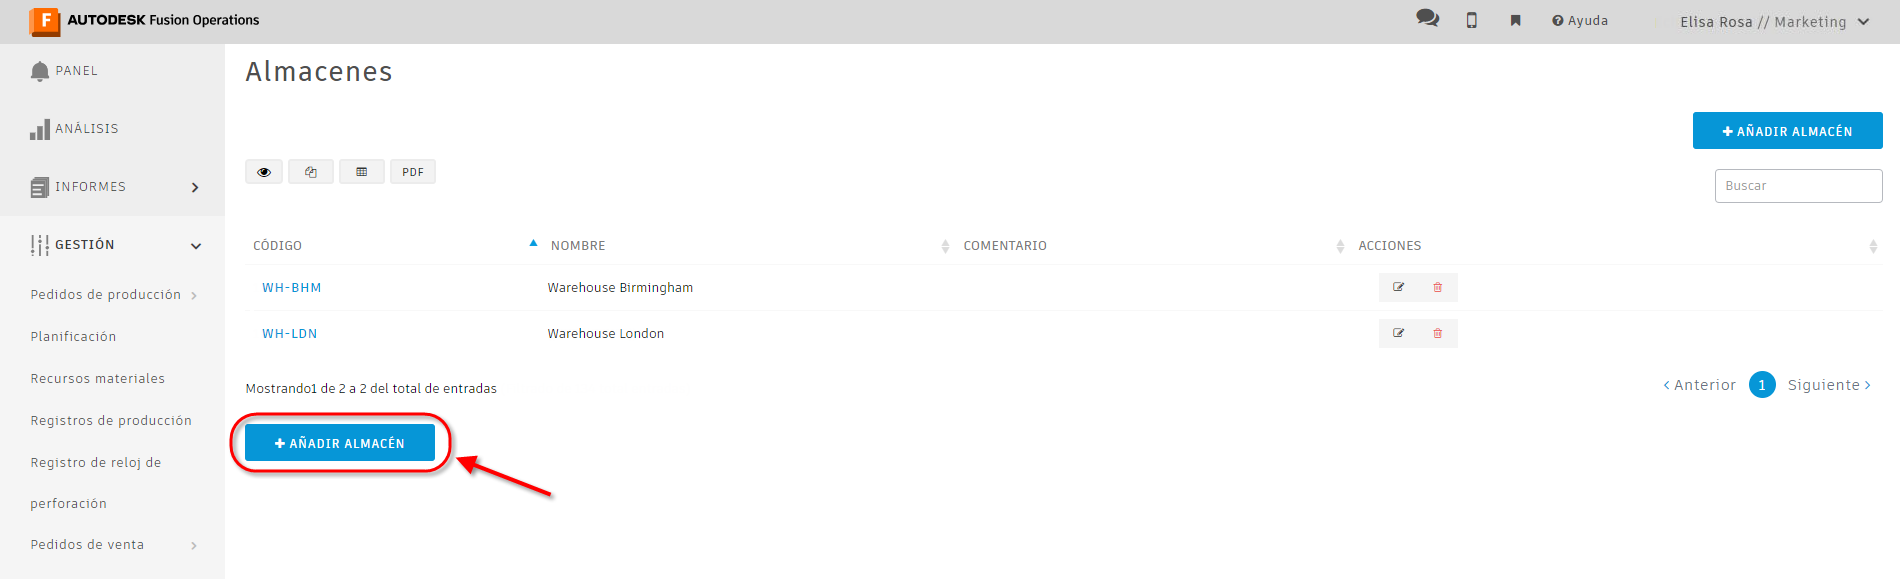 F AUTODESK Fusion Operations
Ayuda
Elisa Rosa // Marketing
PANEL
ANÁLISIS
INFORMES
GESTIÓN
Pedidos de producción
Planificación
Recursos materiales
Registros de producción
Registro de reloj de
perforación
Pedidos de venta
Almacenes
+ AÑADIR ALMACÉN
PDF
Buscar
CÓDIGO NOMBRE COMENTARIO ACCIONES
WH-BHM Warehouse Birmingham
WH-LDN Warehouse London
Mostrando1 de 2 a 2 del total de entradas
< Anterior 1 Siguiente >
+ AÑADIR ALMACÉN